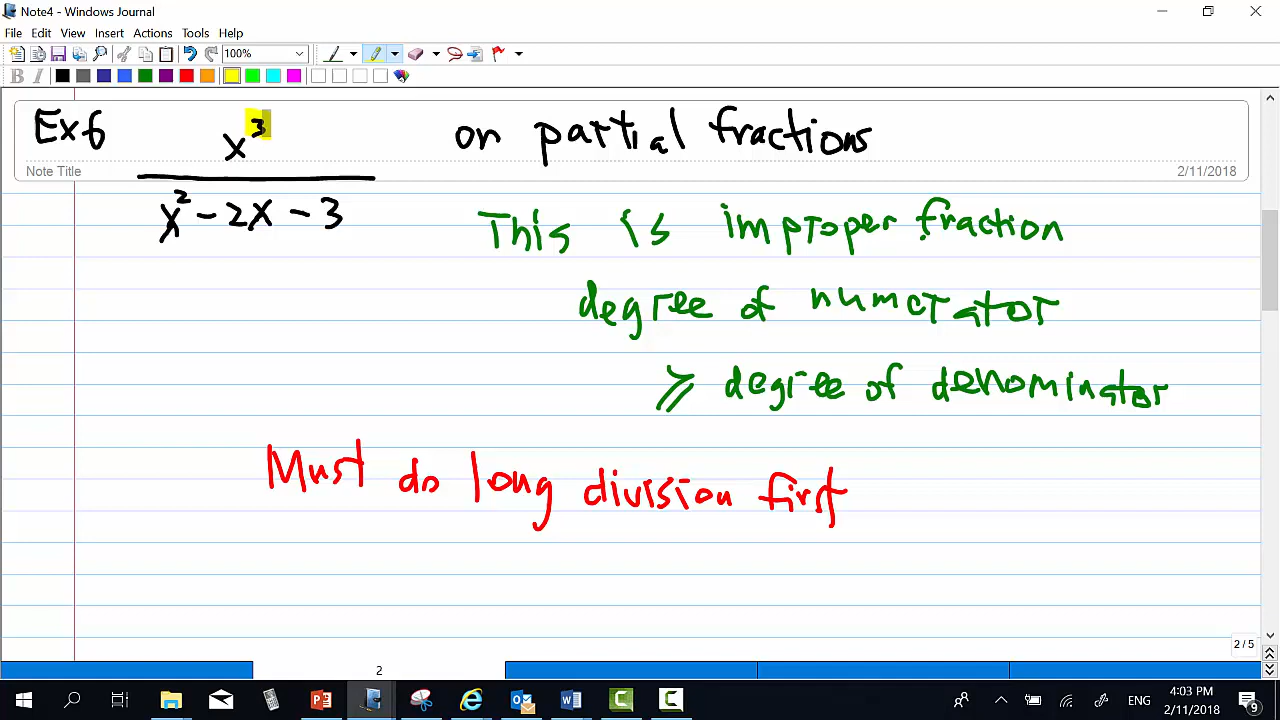 Note4 - Windows Journal
File Edit View Insert Actions Tools Help
100%
B I
Ex6 x³ on partial fractions
Note Title 2/11/2018
x² - 2x - 3
This is improper fraction
degree of numerator
≥ degree of denominator
Must do long division first
2 / 5
2
ENG 4:03 PM
2/11/2018
9